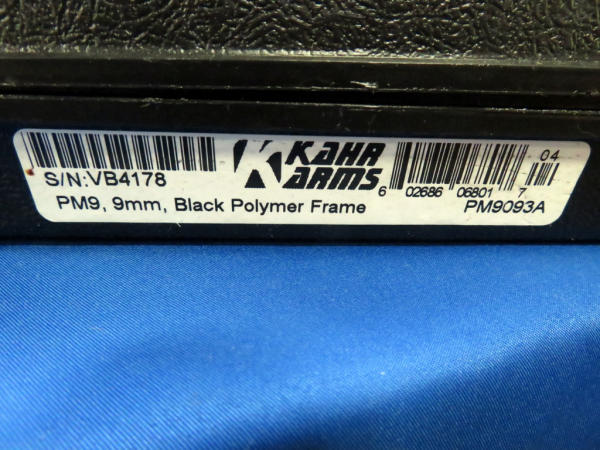 KAHR
ARMS
04
S/N:VB4178
6 02686 06801 7
PM9, 9mm, Black Polymer Frame
PM9093A